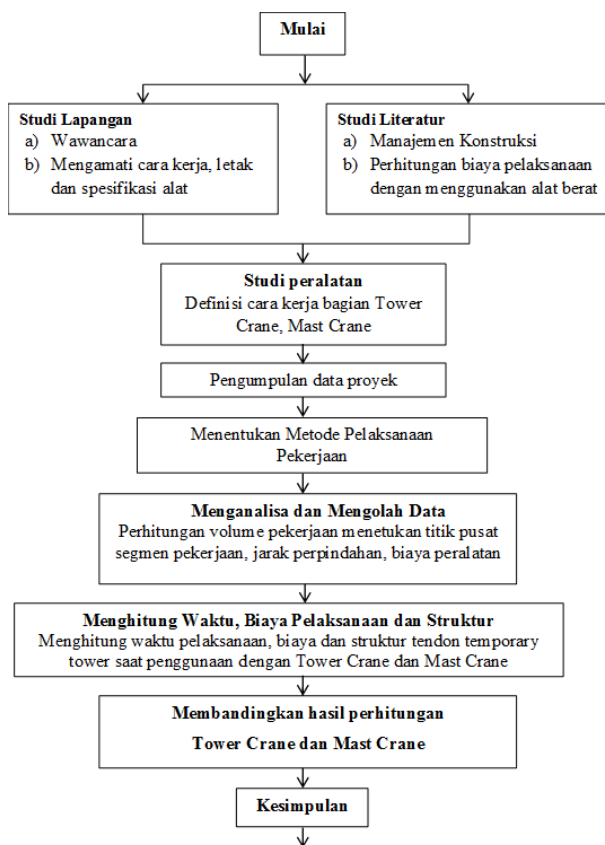 Mulai
Studi Lapangan
a) Wawancara
b) Mengamati cara kerja, letak
dan spesifikasi alat
Studi Literatur
a) Manajemen Konstruksi
b) Perhitungan biaya pelaksanaan
dengan menggunakan alat berat
Studi peralatan
Definisi cara kerja bagian Tower
Crane, Mast Crane
Pengumpulan data proyek
Menentukan Metode Pelaksanaan
Pekerjaan
Menganalisa dan Mengolah Data
Perhitungan volume pekerjaan menetukan titik pusat
segmen pekerjaan, jarak perpindahan, biaya peralatan
Menghitung Waktu, Biaya Pelaksanaan dan Struktur
Menghitung waktu pelaksanaan, biaya dan struktur tendon temporary
tower saat penggunaan dengan Tower Crane dan Mast Crane
Membandingkan hasil perhitungan
Tower Crane dan Mast Crane
Kesimpulan